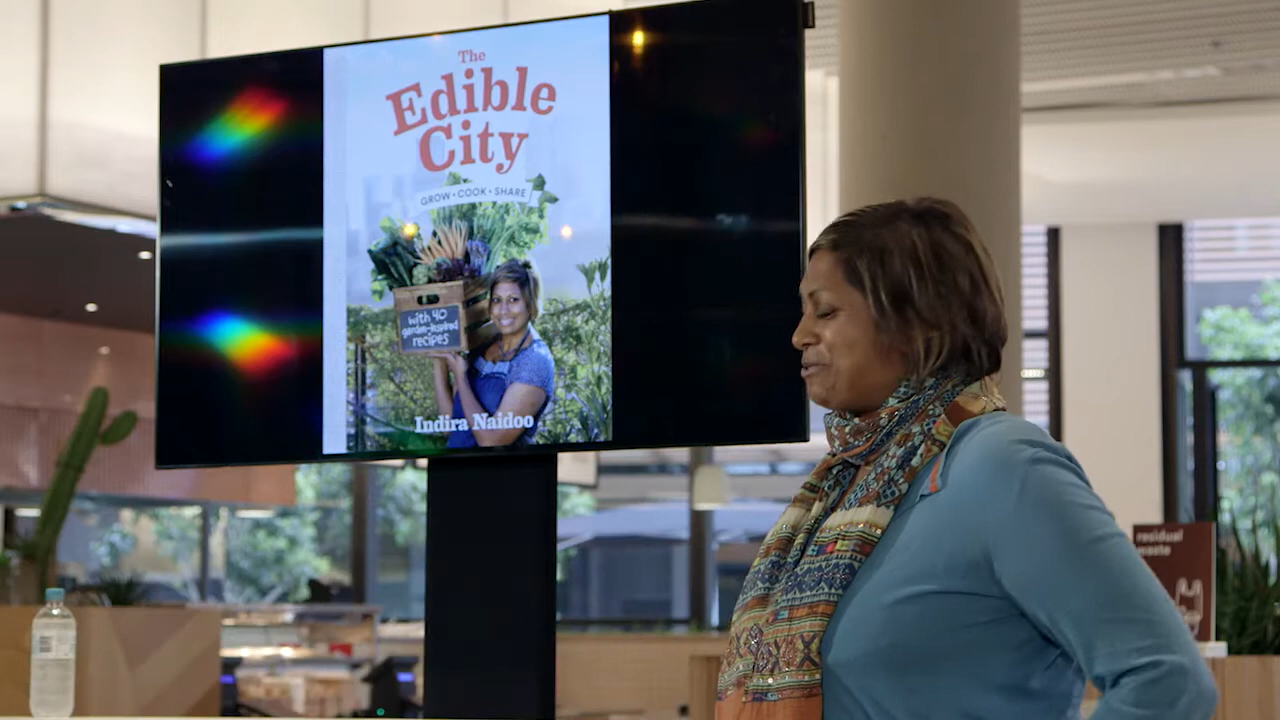 The
Edible
City
GROW • COOK • SHARE
with 40
garden-inspired
recipes
Indira Naidoo
residual
waste